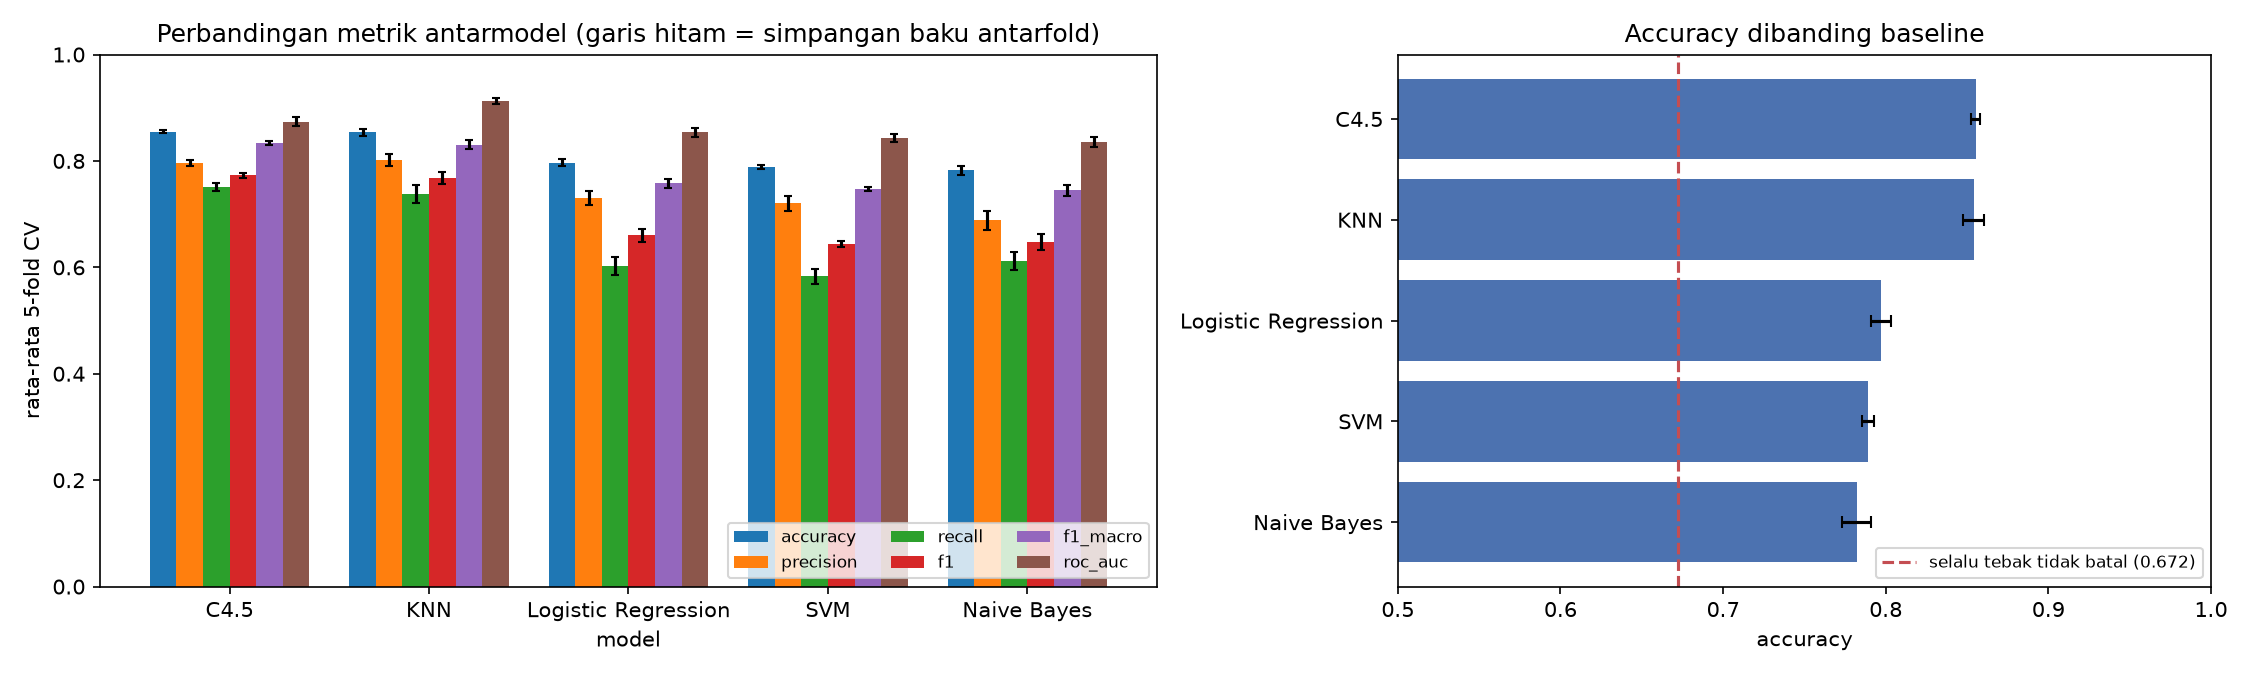 Perbandingan metrik antarmodel (garis hitam = simpangan baku antarfold)
rata-rata 5-fold CV
1.0
0.8
0.6
0.4
0.2
0.0
C4.5
KNN
Logistic Regression
SVM
Naive Bayes
model
accuracy
precision
recall
f1
f1_macro
roc_auc
Accuracy dibanding baseline
C4.5
KNN
Logistic Regression
SVM
Naive Bayes
selalu tebak tidak batal (0.672)
0.5
0.6
0.7
0.8
0.9
1.0
accuracy